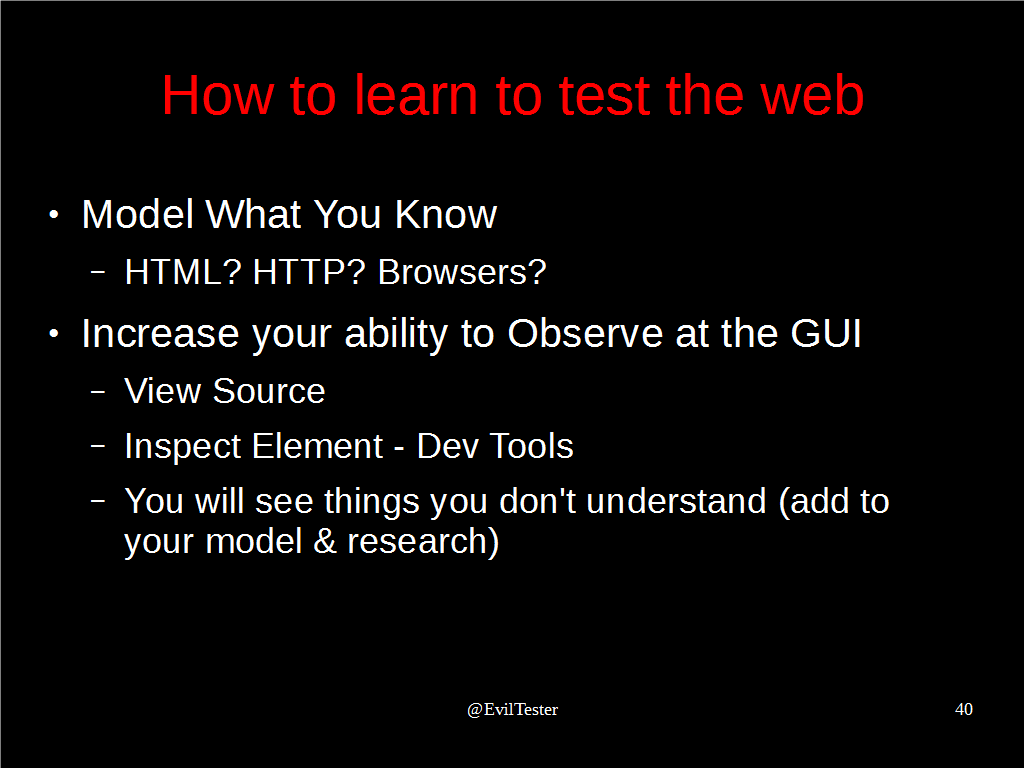 How to learn to test the web
• Model What You Know
– HTML? HTTP? Browsers?
• Increase your ability to Observe at the GUI
– View Source
– Inspect Element - Dev Tools
– You will see things you don't understand (add to
your model & research)
@EvilTester
40